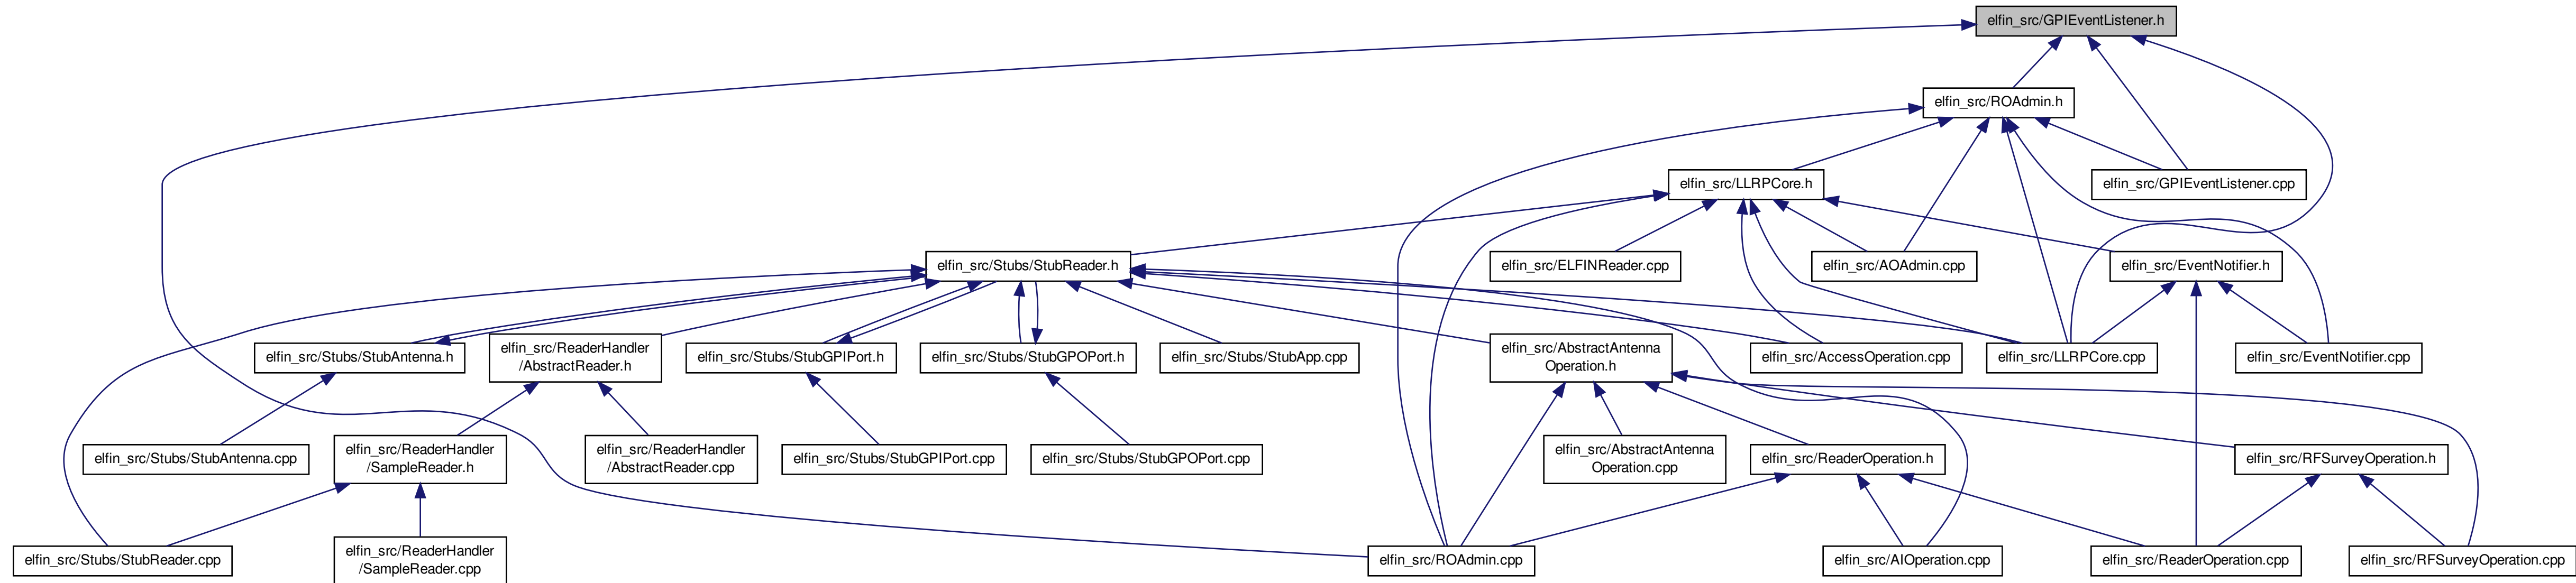 elfin_src/GPIEventListener.h
elfin_src/ROAdmin.h
elfin_src/LLRPCore.h
elfin_src/GPIEventListener.cpp
elfin_src/Stubs/StubReader.h
elfin_src/ELFINReader.cpp
elfin_src/AOAdmin.cpp
elfin_src/EventNotifier.h
elfin_src/Stubs/StubAntenna.h
elfin_src/ReaderHandler
/AbstractReader.h
elfin_src/Stubs/StubGPIPort.h
elfin_src/Stubs/StubGPOPort.h
elfin_src/Stubs/StubApp.cpp
elfin_src/AbstractAntenna
Operation.h
elfin_src/AccessOperation.cpp
elfin_src/LLRPCore.cpp
elfin_src/EventNotifier.cpp
elfin_src/Stubs/StubAntenna.cpp
elfin_src/ReaderHandler
/SampleReader.h
elfin_src/ReaderHandler
/AbstractReader.cpp
elfin_src/Stubs/StubGPIPort.cpp
elfin_src/Stubs/StubGPOPort.cpp
elfin_src/AbstractAntenna
Operation.cpp
elfin_src/ReaderOperation.h
elfin_src/RFSurveyOperation.h
elfin_src/Stubs/StubReader.cpp
elfin_src/ReaderHandler
/SampleReader.cpp
elfin_src/ROAdmin.cpp
elfin_src/AIOperation.cpp
elfin_src/ReaderOperation.cpp
elfin_src/RFSurveyOperation.cpp